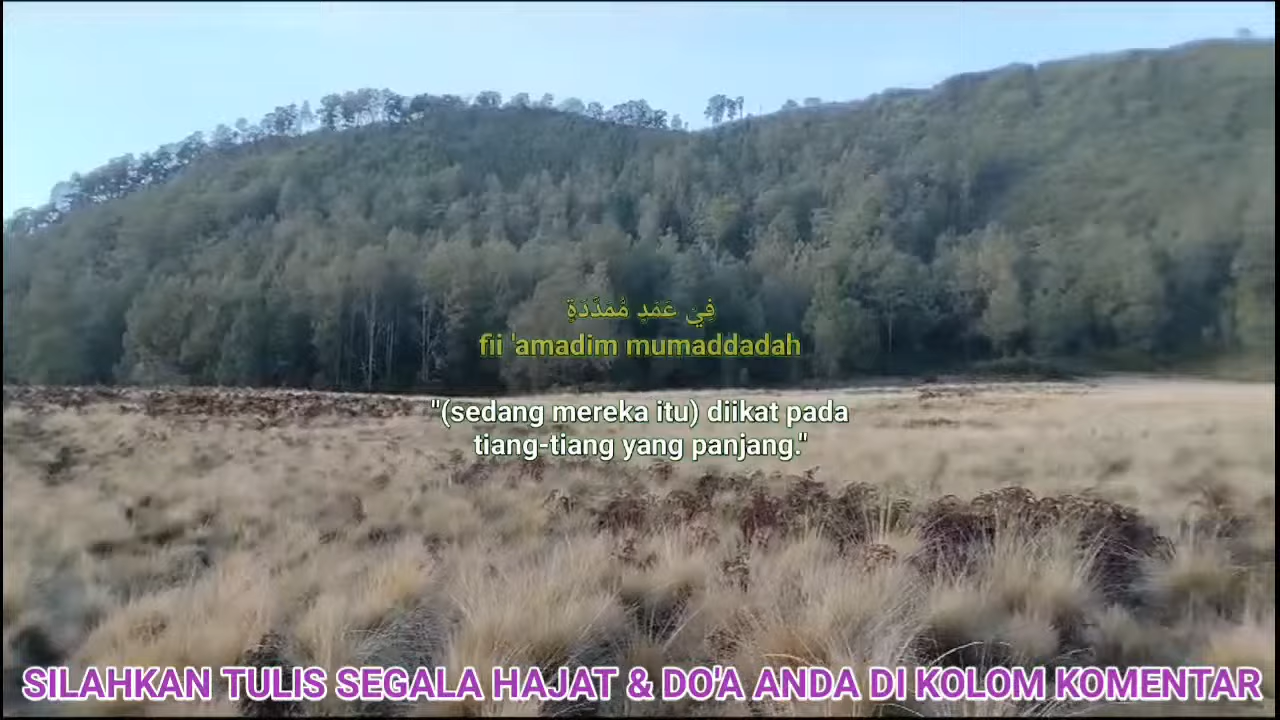 فِيْ عَمَدٍ مُّمَدَّدَةٍ
fii 'amadim mumaddadah
"(sedang mereka itu) diikat pada
tiang-tiang yang panjang."
SILAHKAN TULIS SEGALA HAJAT & DO'A ANDA DI KOLOM KOMENTAR